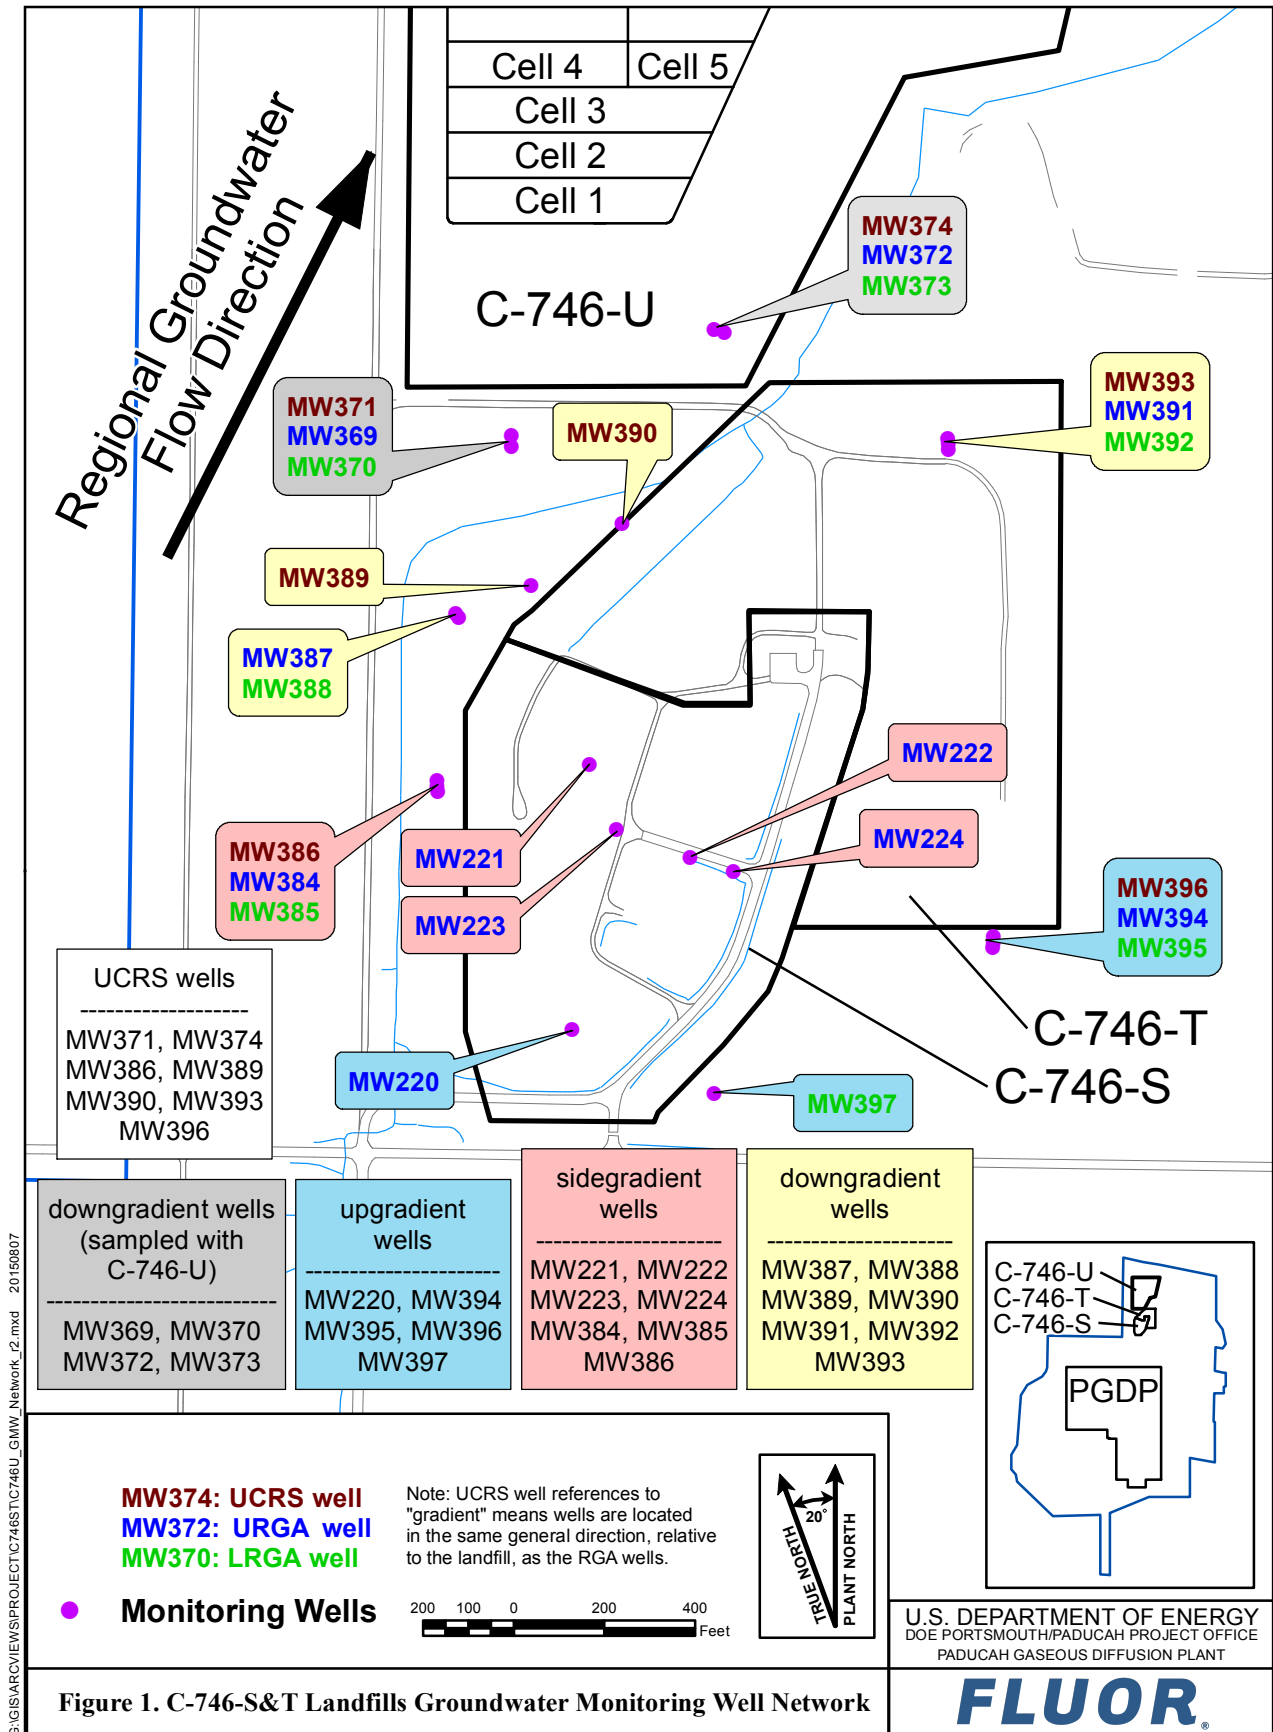 Cell 4
Cell 5
Cell 3
Cell 2
Cell 1
Regional Groundwater
Flow Direction
C-746-U
MW374
MW372
MW373
MW371
MW369
MW370
MW390
MW393
MW391
MW392
MW389
MW387
MW388
MW222
MW224
MW386
MW384
MW385
MW221
MW223
MW396
MW394
MW395
C-746-T
C-746-S
MW220
MW397
UCRS wells
-------------------
MW371, MW374
MW386, MW389
MW390, MW393
MW396
downgradient wells
(sampled with
C-746-U)
--------------------------
MW369, MW370
MW372, MW373
upgradient
wells
----------------------
MW220, MW394
MW395, MW396
MW397
sidegradient
wells
---------------------
MW221, MW222
MW223, MW224
MW384, MW385
MW386
downgradient
wells
---------------------
MW387, MW388
MW389, MW390
MW391, MW392
MW393
C-746-U
C-746-T
C-746-S
PGDP
MW374: UCRS well
MW372: URGA well
MW370: LRGA well
Monitoring Wells
Note: UCRS well references to
"gradient" means wells are located
in the same general direction, relative
to the landfill, as the RGA wells.
200 100 0 200 400
Feet
20°
TRUE NORTH
PLANT NORTH
U.S. DEPARTMENT OF ENERGY
DOE PORTSMOUTH/PADUCAH PROJECT OFFICE
PADUCAH GASEOUS DIFFUSION PLANT
FLUOR®
Figure 1. C-746-S&T Landfills Groundwater Monitoring Well Network
G:\GIS\ARCVIEWS\PROJECT\C746ST\C746U_GMW_Network_r2.mxd 20150807